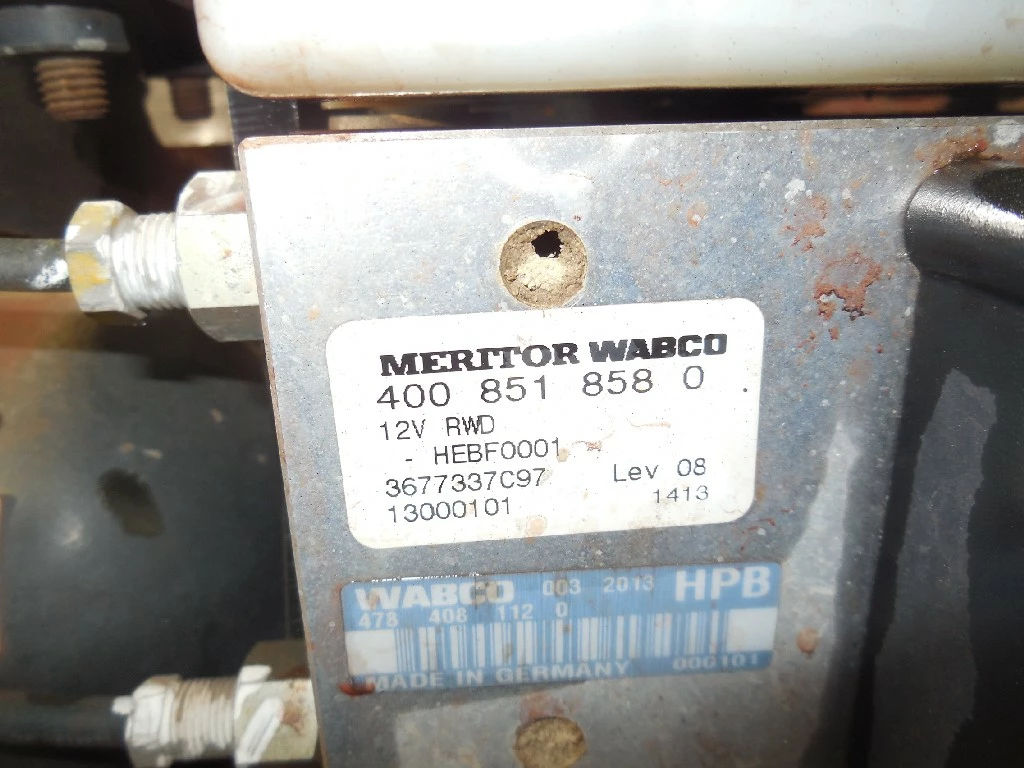 MERITOR WABCO
400 851 858 0
12V RWD
- HEBF0001 -
3677337C97 Lev 08
13000101 1413
WABCO 003 2013 HPB
478 408 112 0
MADE IN GERMANY 00G101